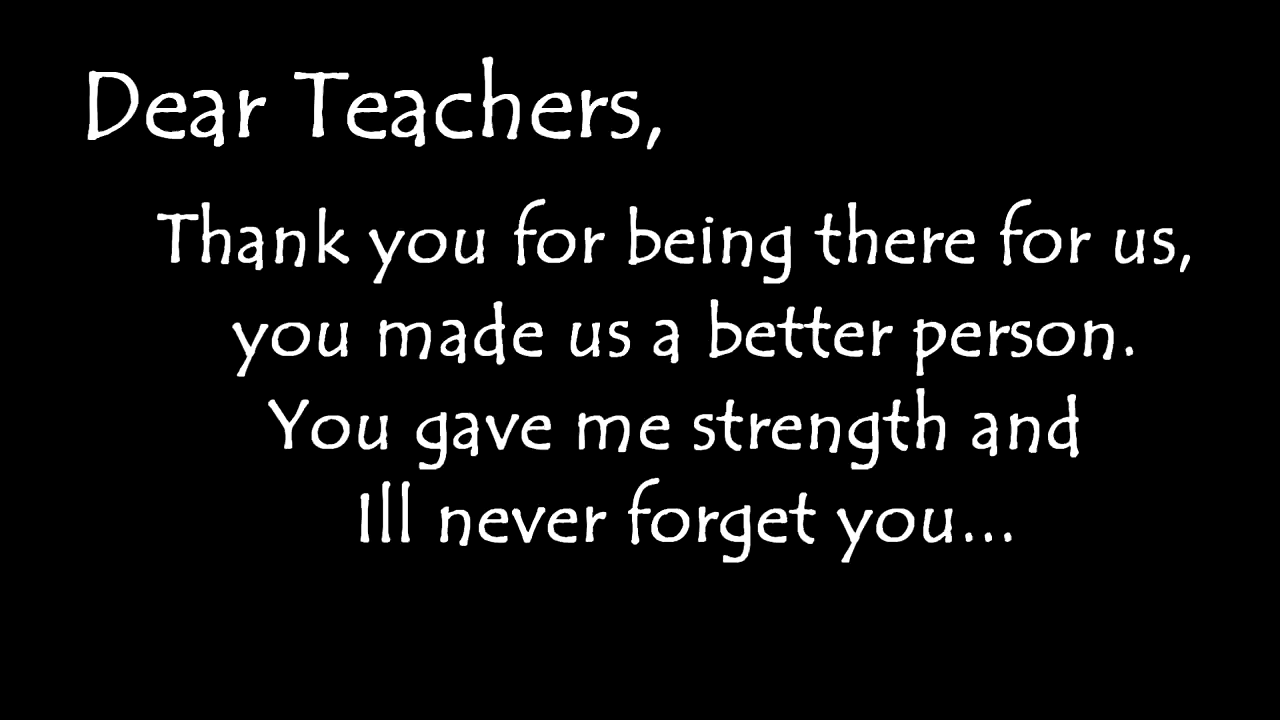 Dear Teachers,
Thank you for being there for us,
you made us a better person.
You gave me strength and
Ill never forget you...